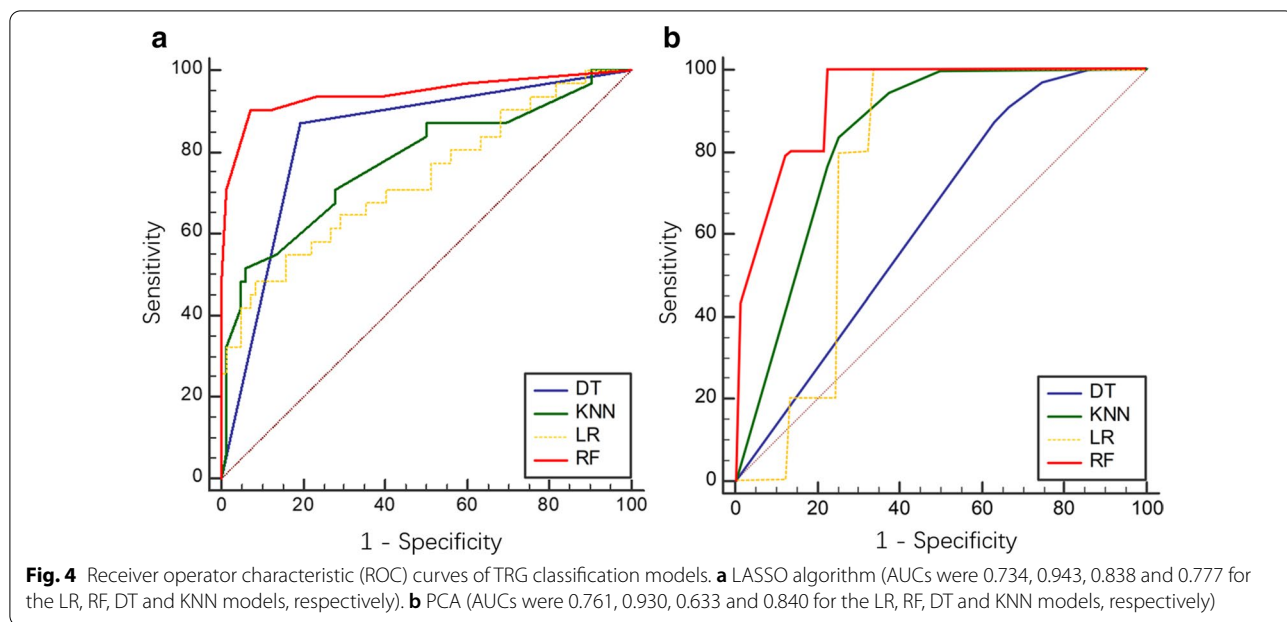 a
100
80
60
40
20
0
Sensitivity
0 20 40 60 80 100
1 - Specificity
DT
KNN
LR
RF
b
100
80
60
40
20
0
Sensitivity
0 20 40 60 80 100
1 - Specificity
DT
KNN
LR
RF
Fig. 4 Receiver operator characteristic (ROC) curves of TRG classification models. a LASSO algorithm (AUCs were 0.734, 0.943, 0.838 and 0.777 for
the LR, RF, DT and KNN models, respectively). b PCA (AUCs were 0.761, 0.930, 0.633 and 0.840 for the LR, RF, DT and KNN models, respectively)